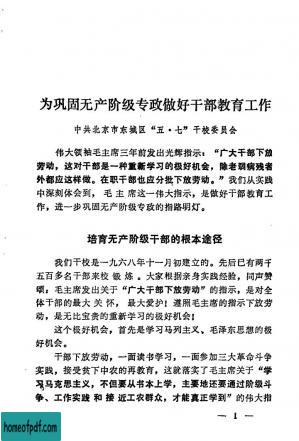 为巩固无产阶级专政做好干部教育工作
中共北京市东城区“五·七”干校委员会
伟大领袖毛主席三年前发出光辉指示：“广大干部下放
劳动，这对干部是一种重新学习的极好机会，除老弱病残者
外都应这样做。在职干部也应分批下放劳动。”我们从实践
中深刻体会到，毛主席这一伟大指示，是做好干部教育工
作，进一步巩固无产阶级专政的指路明灯。
培育无产阶级干部的根本途径
我们干校是一九六八年十一月初建立的。先后已有两千
五百多名干部来校锻炼。大家根据亲身实践经验，同声赞
颂：毛主席发出关于“广大干部下放劳动”的指示，是对全
体干部的最大关怀，最大爱护！遵照毛主席的指示下放劳
动，是无比宝贵的重新学习的极好机会。
这个极好机会，首先是学习马列主义、毛泽东思想的极
好机会。
干部下放劳动，一面读书学习，一面参加三大革命斗争
实践，接受贫下中农的再教育，这就落实了毛主席关于“学
习马克思主义，不但要从书本上学，主要地还要通过阶级斗
争、工作实践和接近工农群众，才能真正学到”的伟大指
— 1 —
homeofpdf.com
homeofpdf.com